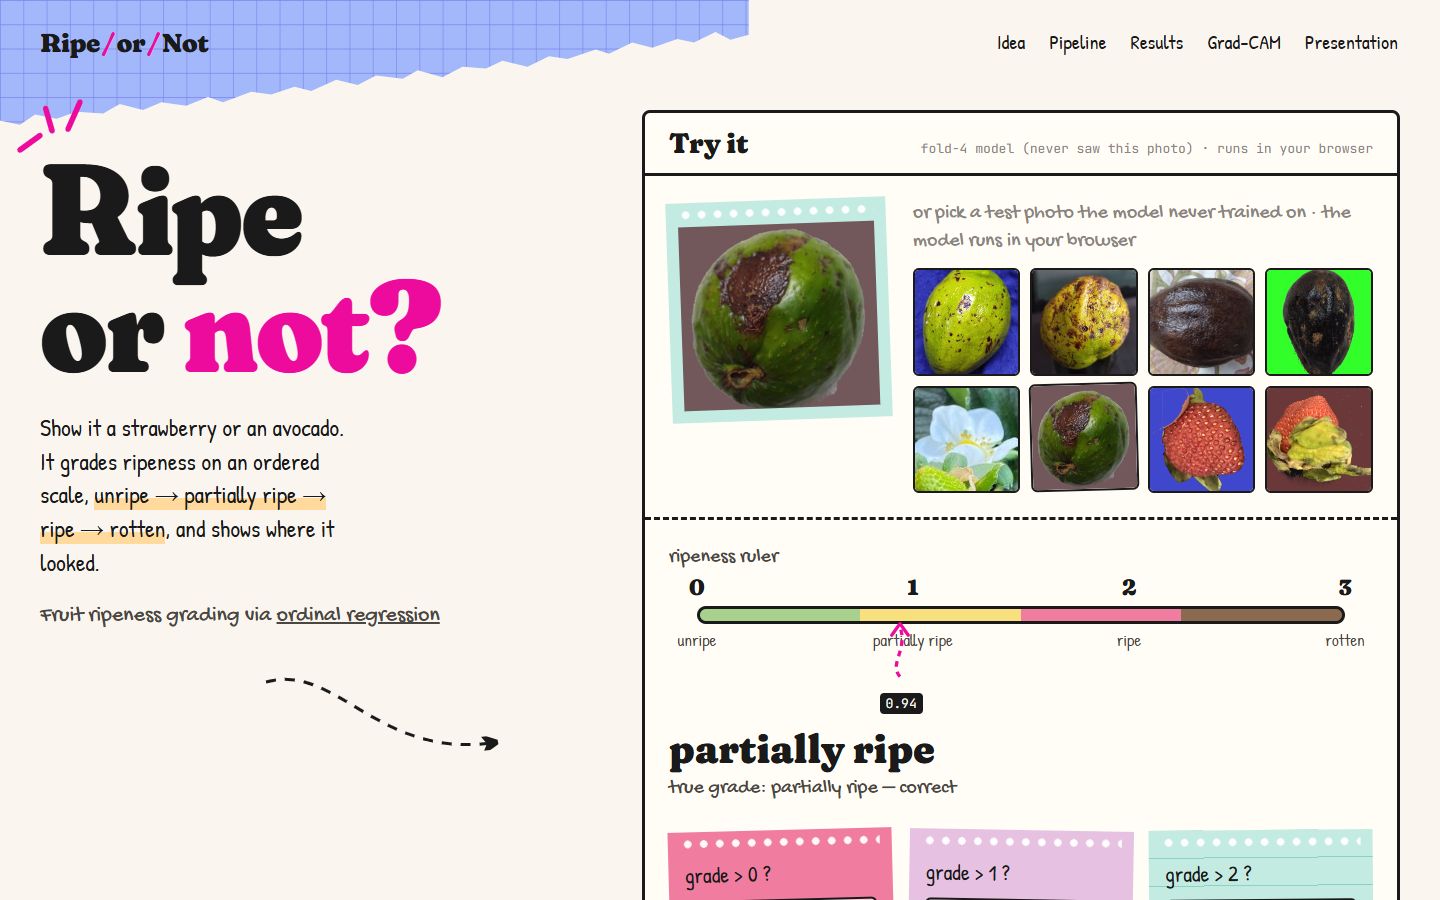 Ripe/or/Not
Idea Pipeline Results Grad-CAM Presentation
Ripe
or not?
Show it a strawberry or an avocado.
It grades ripeness on an ordered
scale, unripe → partially ripe →
ripe → rotten, and shows where it
looked.
Fruit ripeness grading via ordinal regression
Try it
fold-4 model (never saw this photo) · runs in your browser
or pick a test photo the model never trained on · the
model runs in your browser
ripeness ruler
0 1 2 3
unripe partially ripe ripe rotten
0.94
partially ripe
true grade: partially ripe — correct
grade > 0 ?
grade > 1 ?
grade > 2 ?